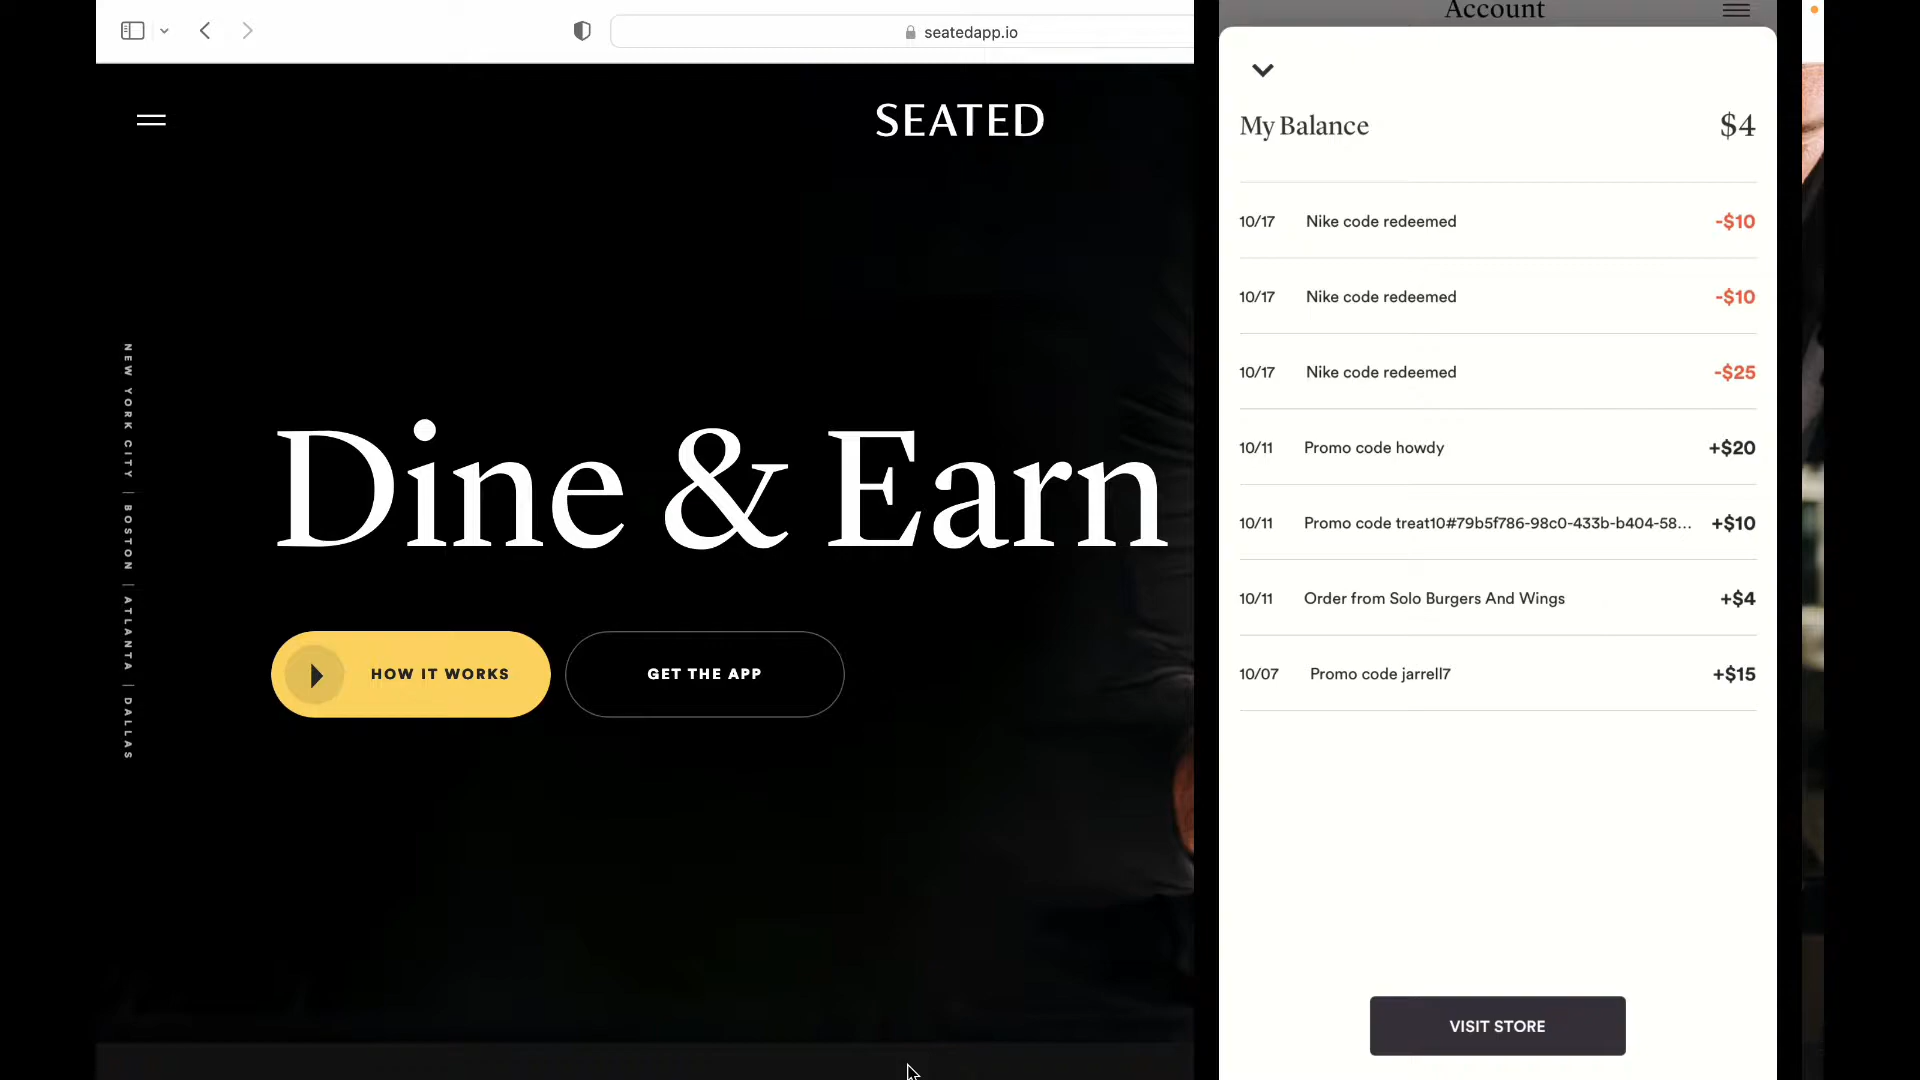 seatedapp.io
SEATED
NEW YORK CITY | BOSTON | ATLANTA | DALLAS
Dine & Earn
HOW IT WORKS
GET THE APP
Account
My Balance $4
10/17 Nike code redeemed -$10
10/17 Nike code redeemed -$10
10/17 Nike code redeemed -$25
10/11 Promo code howdy +$20
10/11 Promo code treat10#79b5f786-98c0-433b-b404-58... +$10
10/11 Order from Solo Burgers And Wings +$4
10/07 Promo code jarrell7 +$15
VISIT STORE